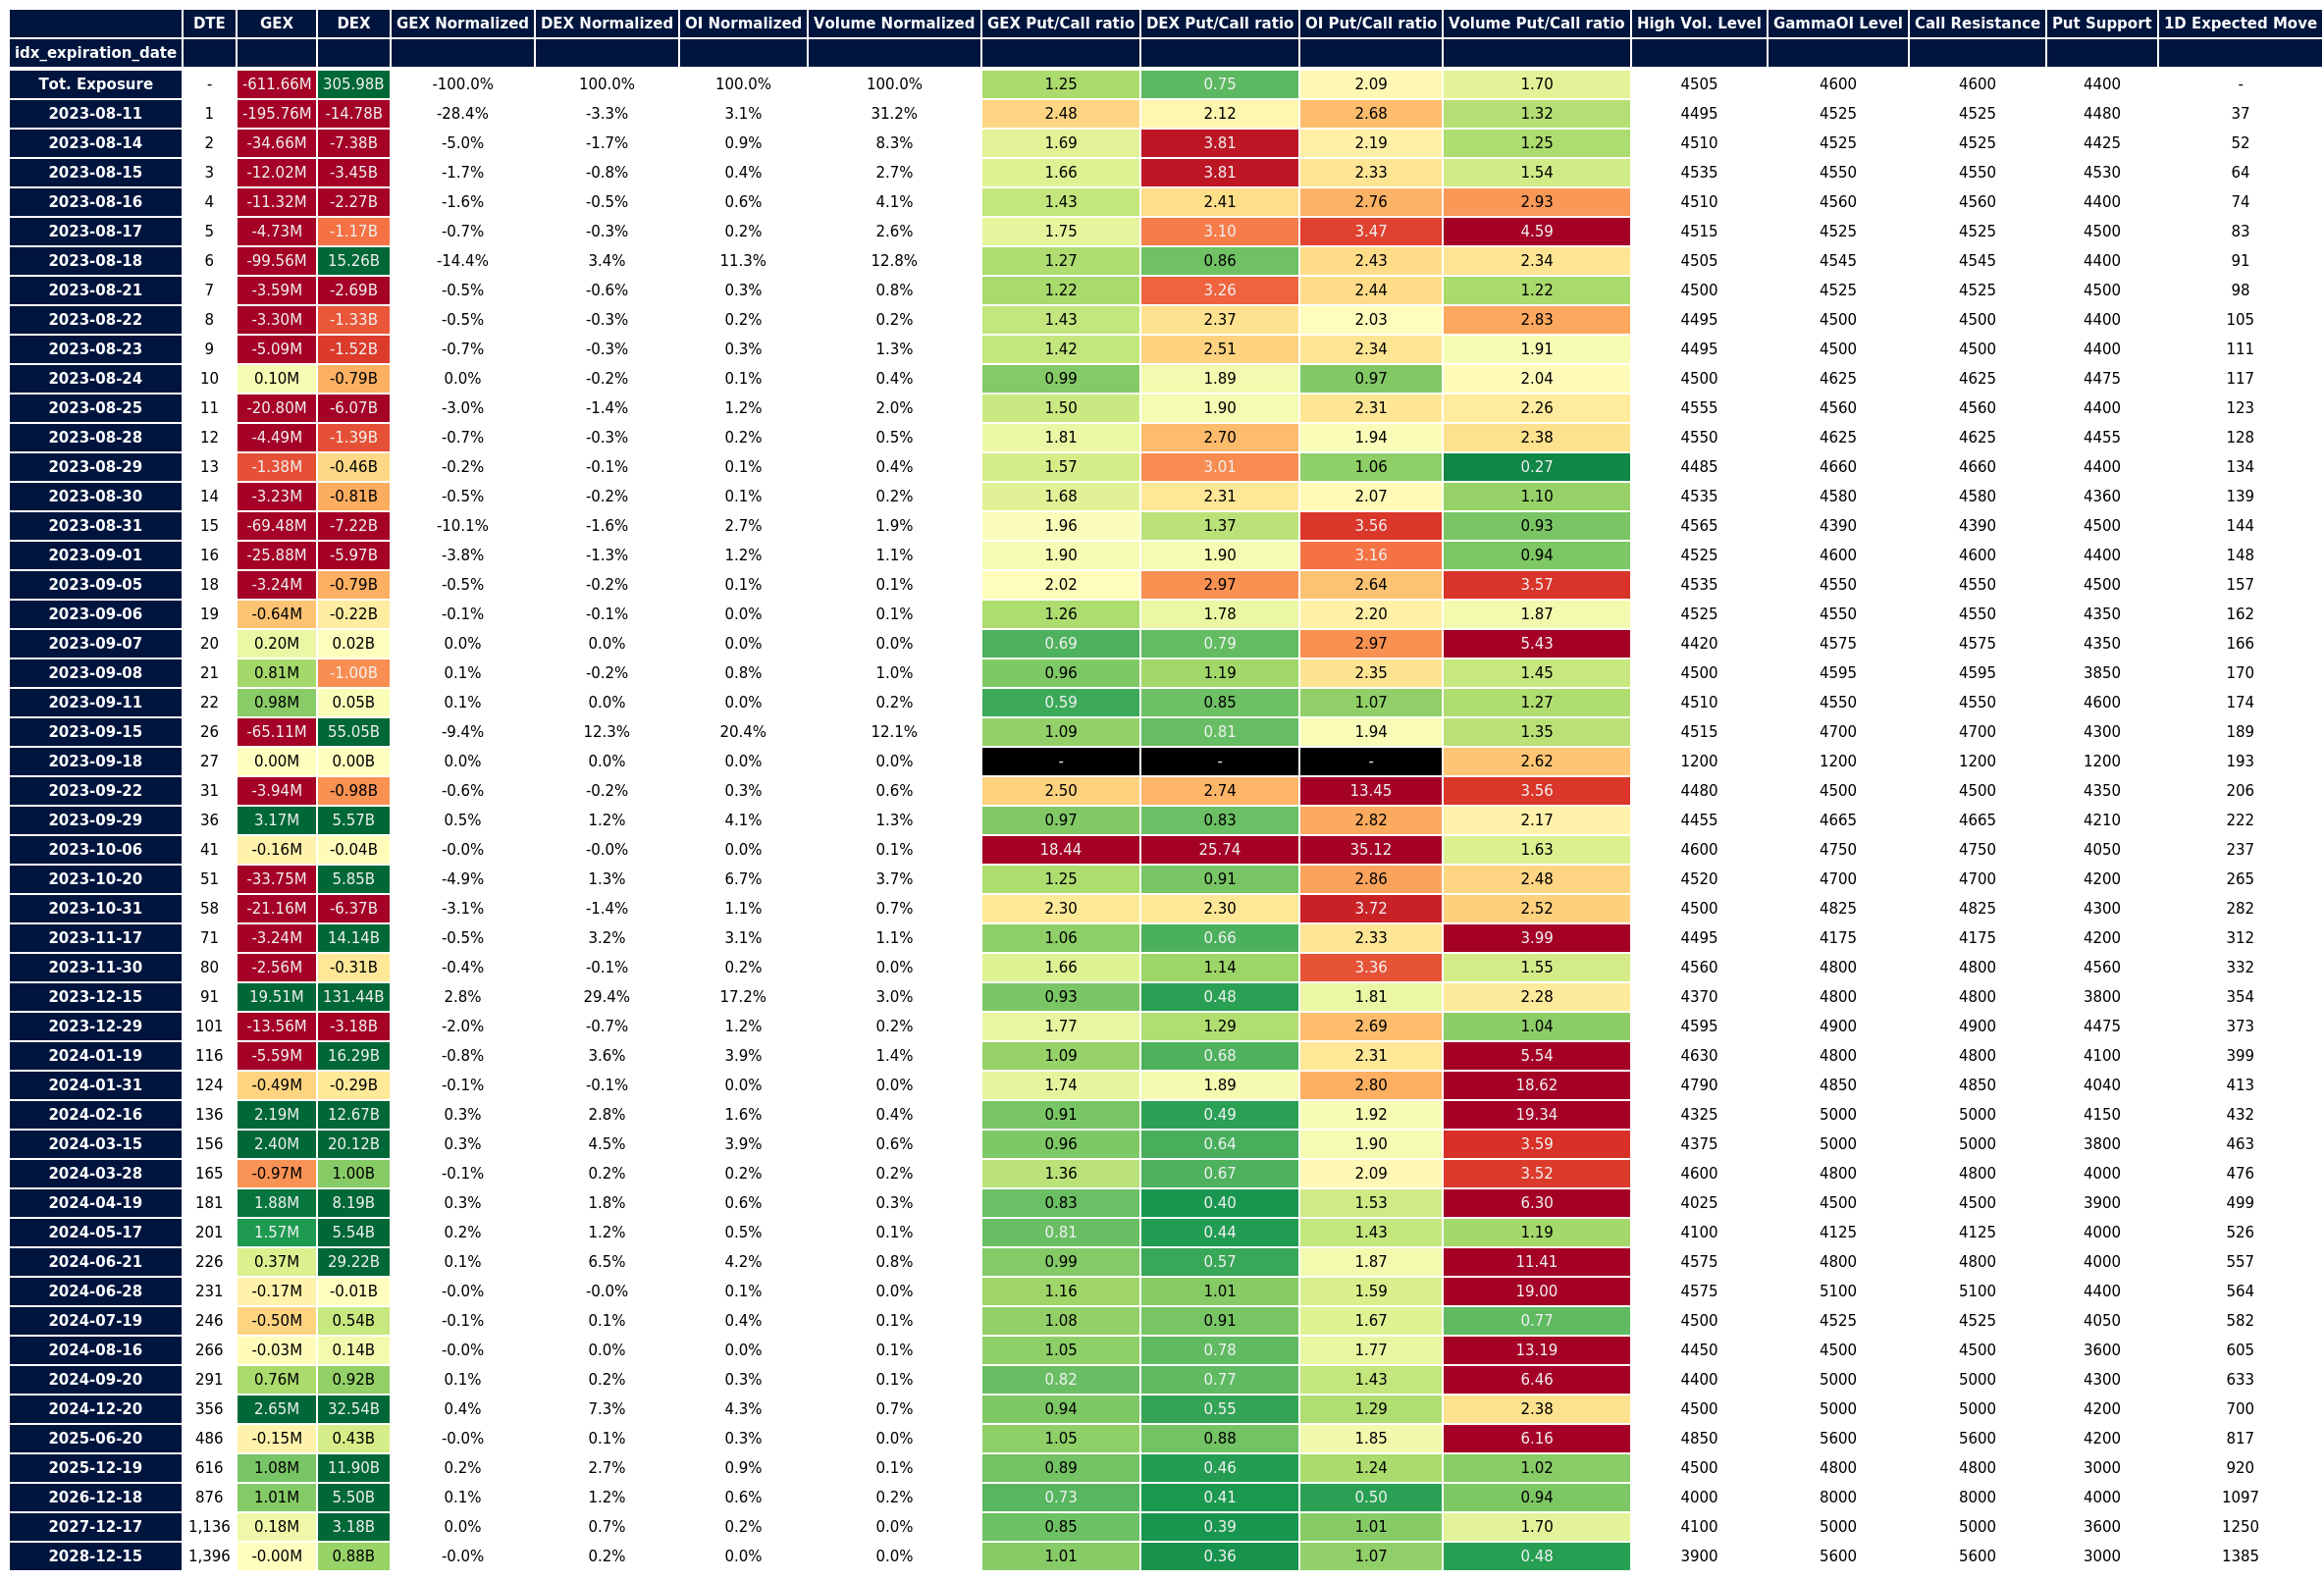 DTE GEX DEX GEX Normalized DEX Normalized OI Normalized Volume Normalized GEX Put/Call ratio DEX Put/Call ratio OI Put/Call ratio Volume Put/Call ratio High Vol. Level GammaOI Level Call Resistance Put Support 1D Expected Move
idx_expiration_date
Tot. Exposure - -611.66M 305.98B -100.0% 100.0% 100.0% 100.0% 1.25 0.75 2.09 1.70 4505 4600 4600 4400 -
2023-08-11 1 -195.76M -14.78B -28.4% -3.3% 3.1% 31.2% 2.48 2.12 2.68 1.32 4495 4525 4525 4480 37
2023-08-14 2 -34.66M -7.38B -5.0% -1.7% 0.9% 8.3% 1.69 3.81 2.19 1.25 4510 4525 4525 4425 52
2023-08-15 3 -12.02M -3.45B -1.7% -0.8% 0.4% 2.7% 1.66 3.81 2.33 1.54 4535 4550 4550 4530 64
2023-08-16 4 -11.32M -2.27B -1.6% -0.5% 0.6% 4.1% 1.43 2.41 2.76 2.93 4510 4560 4560 4400 74
2023-08-17 5 -4.73M -1.17B -0.7% -0.3% 0.2% 2.6% 1.75 3.10 3.47 4.59 4515 4525 4525 4500 83
2023-08-18 6 -99.56M 15.26B -14.4% 3.4% 11.3% 12.8% 1.27 0.86 2.43 2.34 4505 4545 4545 4400 91
2023-08-21 7 -3.59M -2.69B -0.5% -0.6% 0.3% 0.8% 1.22 3.26 2.44 1.22 4500 4525 4525 4500 98
2023-08-22 8 -3.30M -1.33B -0.5% -0.3% 0.2% 0.2% 1.43 2.37 2.03 2.83 4495 4500 4500 4400 105
2023-08-23 9 -5.09M -1.52B -0.7% -0.3% 0.3% 1.3% 1.42 2.51 2.34 1.91 4495 4500 4500 4400 111
2023-08-24 10 0.10M -0.79B 0.0% -0.2% 0.1% 0.4% 0.99 1.89 0.97 2.04 4500 4625 4625 4475 117
2023-08-25 11 -20.80M -6.07B -3.0% -1.4% 1.2% 2.0% 1.50 1.90 2.31 2.26 4555 4560 4560 4400 123
2023-08-28 12 -4.49M -1.39B -0.7% -0.3% 0.2% 0.5% 1.81 2.70 1.94 2.38 4550 4625 4625 4455 128
2023-08-29 13 -1.38M -0.46B -0.2% -0.1% 0.1% 0.4% 1.57 3.01 1.06 0.27 4485 4660 4660 4400 134
2023-08-30 14 -3.23M -0.81B -0.5% -0.2% 0.1% 0.2% 1.68 2.31 2.07 1.10 4535 4580 4580 4360 139
2023-08-31 15 -69.48M -7.22B -10.1% -1.6% 2.7% 1.9% 1.96 1.37 3.56 0.93 4565 4390 4390 4500 144
2023-09-01 16 -25.88M -5.97B -3.8% -1.3% 1.2% 1.1% 1.90 1.90 3.16 0.94 4525 4600 4600 4400 148
2023-09-05 18 -3.24M -0.79B -0.5% -0.2% 0.1% 0.1% 2.02 2.97 2.64 3.57 4535 4550 4550 4500 157
2023-09-06 19 -0.64M -0.22B -0.1% -0.1% 0.0% 0.1% 1.26 1.78 2.20 1.87 4525 4550 4550 4350 162
2023-09-07 20 0.20M 0.02B 0.0% 0.0% 0.0% 0.0% 0.69 0.79 2.97 5.43 4420 4575 4575 4350 166
2023-09-08 21 0.81M -1.00B 0.1% -0.2% 0.8% 1.0% 0.96 1.19 2.35 1.45 4500 4595 4595 3850 170
2023-09-11 22 0.98M 0.05B 0.1% 0.0% 0.0% 0.2% 0.59 0.85 1.07 1.27 4510 4550 4550 4600 174
2023-09-15 26 -65.11M 55.05B -9.4% 12.3% 20.4% 12.1% 1.09 0.81 1.94 1.35 4515 4700 4700 4300 189
2023-09-18 27 0.00M 0.00B 0.0% 0.0% 0.0% 0.0% - - - 2.62 1200 1200 1200 1200 193
2023-09-22 31 -3.94M -0.98B -0.6% -0.2% 0.3% 0.6% 2.50 2.74 13.45 3.56 4480 4500 4500 4350 206
2023-09-29 36 3.17M 5.57B 0.5% 1.2% 4.1% 1.3% 0.97 0.83 2.82 2.17 4455 4665 4665 4210 222
2023-10-06 41 -0.16M -0.04B -0.0% -0.0% 0.0% 0.1% 18.44 25.74 35.12 1.63 4600 4750 4750 4050 237
2023-10-20 51 -33.75M 5.85B -4.9% 1.3% 6.7% 3.7% 1.25 0.91 2.86 2.48 4520 4700 4700 4200 265
2023-10-31 58 -21.16M -6.37B -3.1% -1.4% 1.1% 0.7% 2.30 2.30 3.72 2.52 4500 4825 4825 4300 282
2023-11-17 71 -3.24M 14.14B -0.5% 3.2% 3.1% 1.1% 1.06 0.66 2.33 3.99 4495 4175 4175 4200 312
2023-11-30 80 -2.56M -0.31B -0.4% -0.1% 0.2% 0.0% 1.66 1.14 3.36 1.55 4560 4800 4800 4560 332
2023-12-15 91 19.51M 131.44B 2.8% 29.4% 17.2% 3.0% 0.93 0.48 1.81 2.28 4370 4800 4800 3800 354
2023-12-29 101 -13.56M -3.18B -2.0% -0.7% 1.2% 0.2% 1.77 1.29 2.69 1.04 4595 4900 4900 4475 373
2024-01-19 116 -5.59M 16.29B -0.8% 3.6% 3.9% 1.4% 1.09 0.68 2.31 5.54 4630 4800 4800 4100 399
2024-01-31 124 -0.49M -0.29B -0.1% -0.1% 0.0% 0.0% 1.74 1.89 2.80 18.62 4790 4850 4850 4040 413
2024-02-16 136 2.19M 12.67B 0.3% 2.8% 1.6% 0.4% 0.91 0.49 1.92 19.34 4325 5000 5000 4150 432
2024-03-15 156 2.40M 20.12B 0.3% 4.5% 3.9% 0.6% 0.96 0.64 1.90 3.59 4375 5000 5000 3800 463
2024-03-28 165 -0.97M 1.00B -0.1% 0.2% 0.2% 0.2% 1.36 0.67 2.09 3.52 4600 4800 4800 4000 476
2024-04-19 181 1.88M 8.19B 0.3% 1.8% 0.6% 0.3% 0.83 0.40 1.53 6.30 4025 4500 4500 3900 499
2024-05-17 201 1.57M 5.54B 0.2% 1.2% 0.5% 0.1% 0.81 0.44 1.43 1.19 4100 4125 4125 4000 526
2024-06-21 226 0.37M 29.22B 0.1% 6.5% 4.2% 0.8% 0.99 0.57 1.87 11.41 4575 4800 4800 4000 557
2024-06-28 231 -0.17M -0.01B -0.0% -0.0% 0.1% 0.0% 1.16 1.01 1.59 19.00 4575 5100 5100 4400 564
2024-07-19 246 -0.50M 0.54B -0.1% 0.1% 0.4% 0.1% 1.08 0.91 1.67 0.77 4500 4525 4525 4050 582
2024-08-16 266 -0.03M 0.14B -0.0% 0.0% 0.0% 0.1% 1.05 0.78 1.77 13.19 4450 4500 4500 3600 605
2024-09-20 291 0.76M 0.92B 0.1% 0.2% 0.3% 0.1% 0.82 0.77 1.43 6.46 4400 5000 5000 4300 633
2024-12-20 356 2.65M 32.54B 0.4% 7.3% 4.3% 0.7% 0.94 0.55 1.29 2.38 4500 5000 5000 4200 700
2025-06-20 486 -0.15M 0.43B -0.0% 0.1% 0.3% 0.0% 1.05 0.88 1.85 6.16 4850 5600 5600 4200 817
2025-12-19 616 1.08M 11.90B 0.2% 2.7% 0.9% 0.1% 0.89 0.46 1.24 1.02 4500 4800 4800 3000 920
2026-12-18 876 1.01M 5.50B 0.1% 1.2% 0.6% 0.2% 0.73 0.41 0.50 0.94 4000 8000 8000 4000 1097
2027-12-17 1,136 0.18M 3.18B 0.0% 0.7% 0.2% 0.0% 0.85 0.39 1.01 1.70 4100 5000 5000 3600 1250
2028-12-15 1,396 -0.00M 0.88B -0.0% 0.2% 0.0% 0.0% 1.01 0.36 1.07 0.48 3900 5600 5600 3000 1385